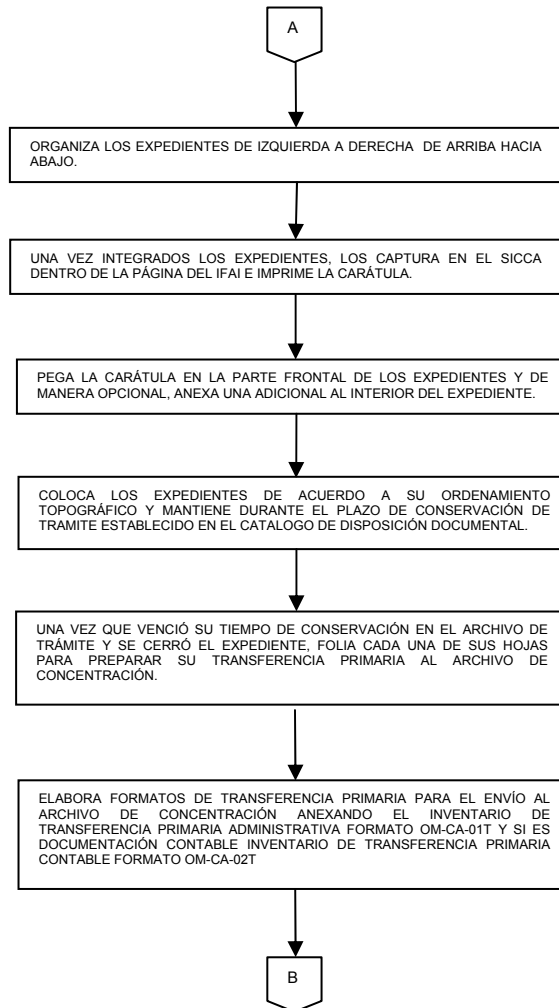 A
ORGANIZA LOS EXPEDIENTES DE IZQUIERDA A DERECHA DE ARRIBA HACIA
ABAJO.
UNA VEZ INTEGRADOS LOS EXPEDIENTES, LOS CAPTURA EN EL SICCA
DENTRO DE LA PÁGINA DEL IFAI E IMPRIME LA CARÁTULA.
PEGA LA CARÁTULA EN LA PARTE FRONTAL DE LOS EXPEDIENTES Y DE
MANERA OPCIONAL, ANEXA UNA ADICIONAL AL INTERIOR DEL EXPEDIENTE.
COLOCA LOS EXPEDIENTES DE ACUERDO A SU ORDENAMIENTO
TOPOGRÁFICO Y MANTIENE DURANTE EL PLAZO DE CONSERVACIÓN DE
TRAMITE ESTABLECIDO EN EL CATALOGO DE DISPOSICIÓN DOCUMENTAL.
UNA VEZ QUE VENCIÓ SU TIEMPO DE CONSERVACIÓN EN EL ARCHIVO DE
TRÁMITE Y SE CERRÓ EL EXPEDIENTE, FOLIA CADA UNA DE SUS HOJAS
PARA PREPARAR SU TRANSFERENCIA PRIMARIA AL ARCHIVO DE
CONCENTRACIÓN.
ELABORA FORMATOS DE TRANSFERENCIA PRIMARIA PARA EL ENVÍO AL
ARCHIVO DE CONCENTRACIÓN ANEXANDO EL INVENTARIO DE
TRANSFERENCIA PRIMARIA ADMINISTRATIVA FORMATO OM-CA-01T Y SI ES
DOCUMENTACIÓN CONTABLE INVENTARIO DE TRANSFERENCIA PRIMARIA
CONTABLE FORMATO OM-CA-02T
B